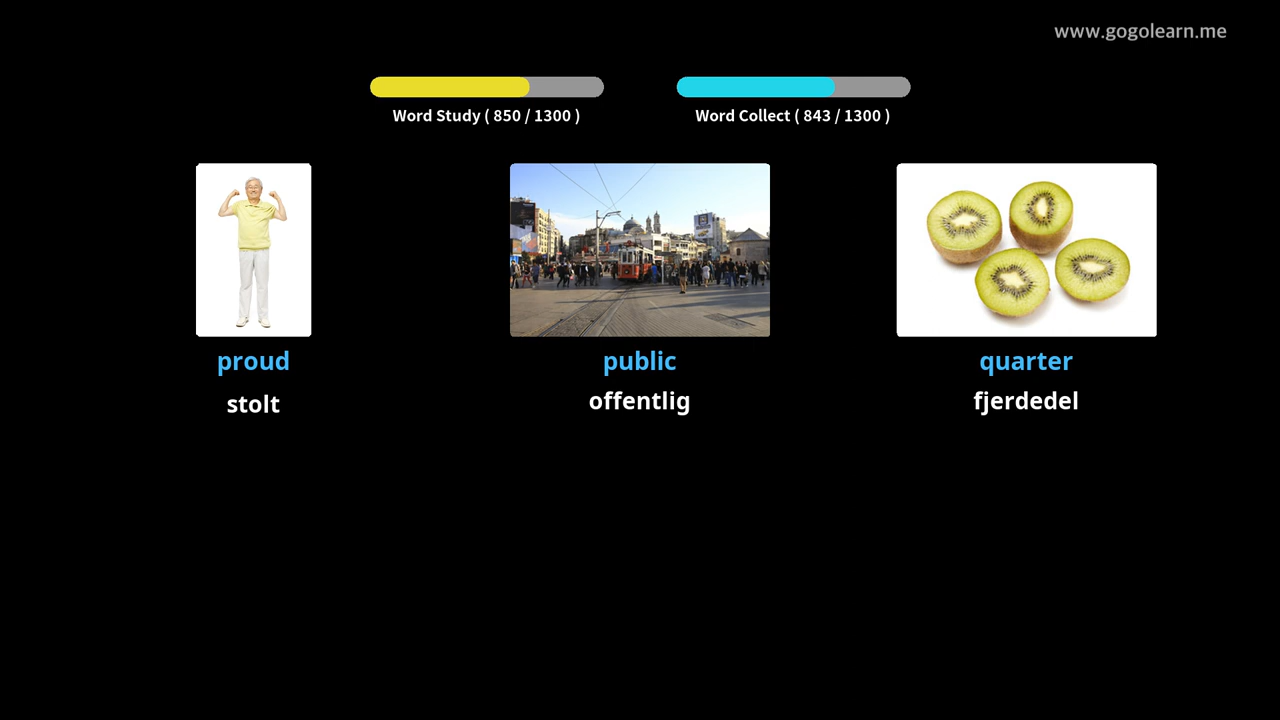 www.gogolearn.me
Word Study ( 850 / 1300 )
Word Collect ( 843 / 1300 )
proud
public
quarter
stolt
offentlig
fjerdedel